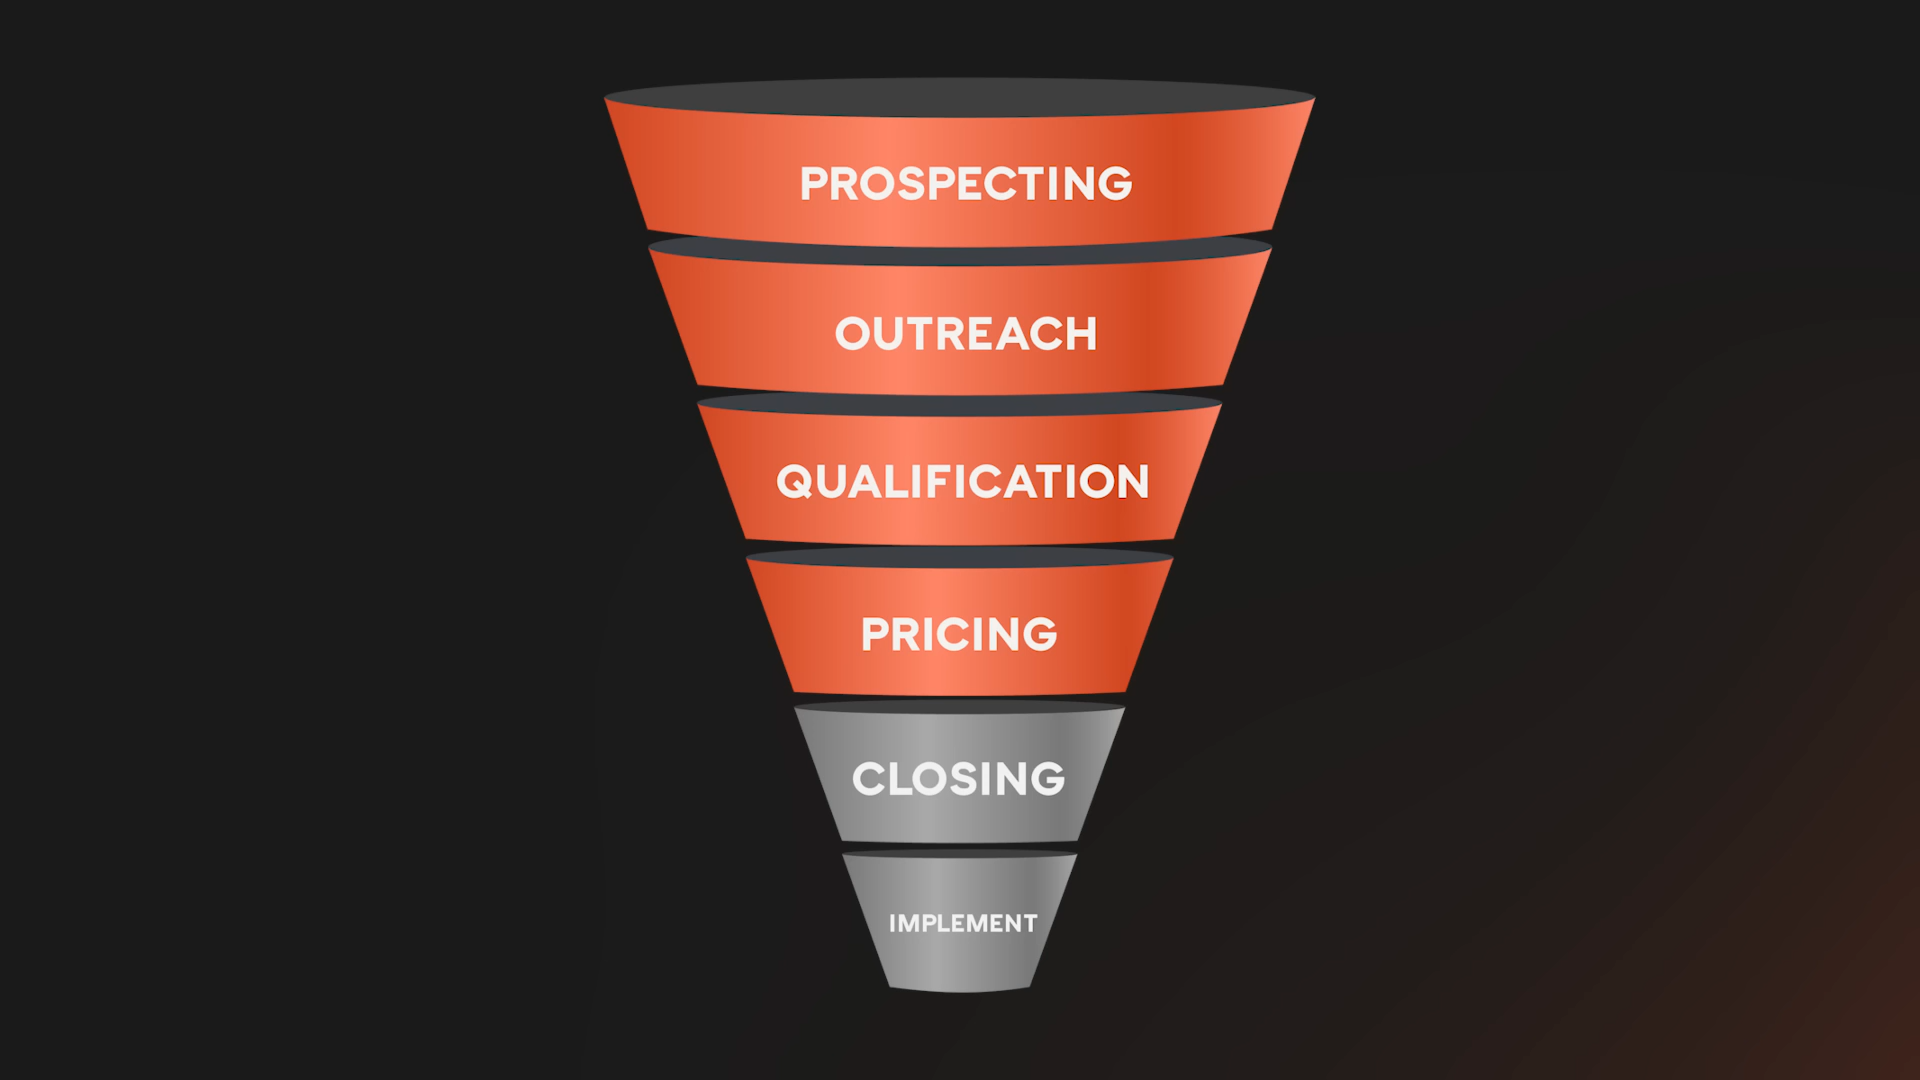 PROSPECTING
OUTREACH
QUALIFICATION
PRICING
CLOSING
IMPLEMENT